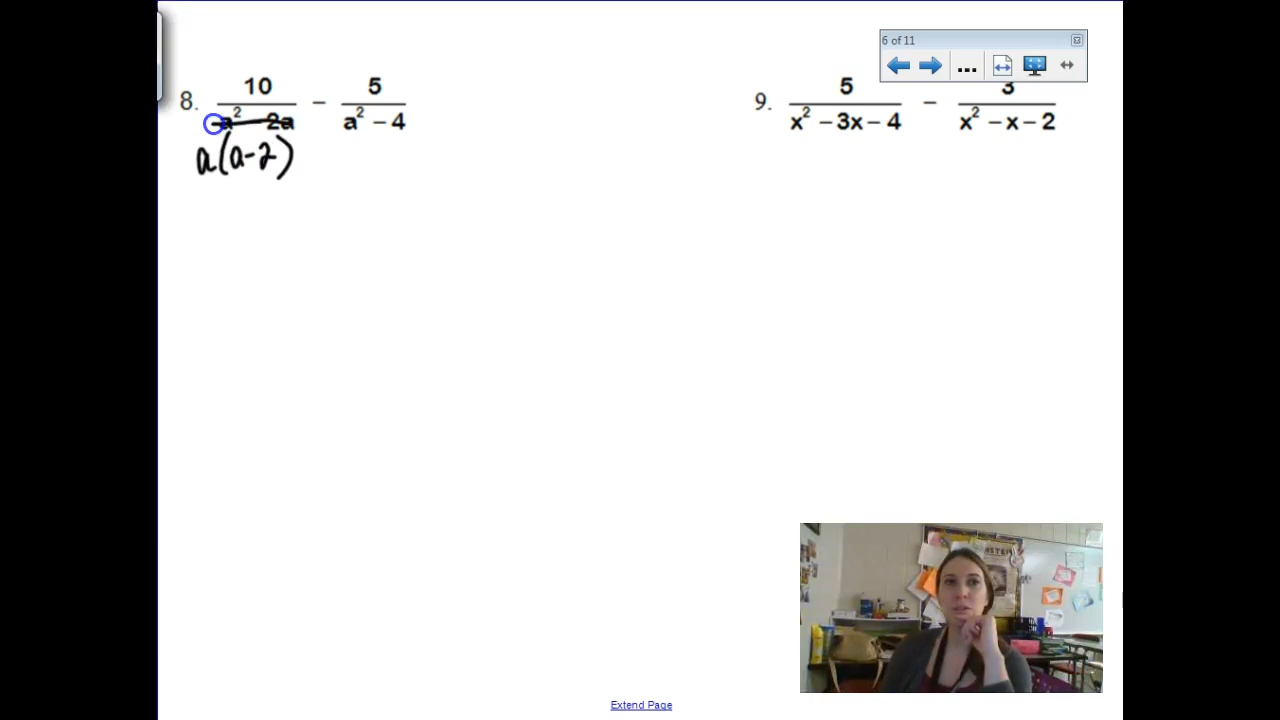 6 of 11
8. 10 / a² - 2a − 5 / a² − 4
a(a-2)
9. 5 / x² − 3x − 4 − 3 / x² − x − 2
EINSTEIN
Extend Page